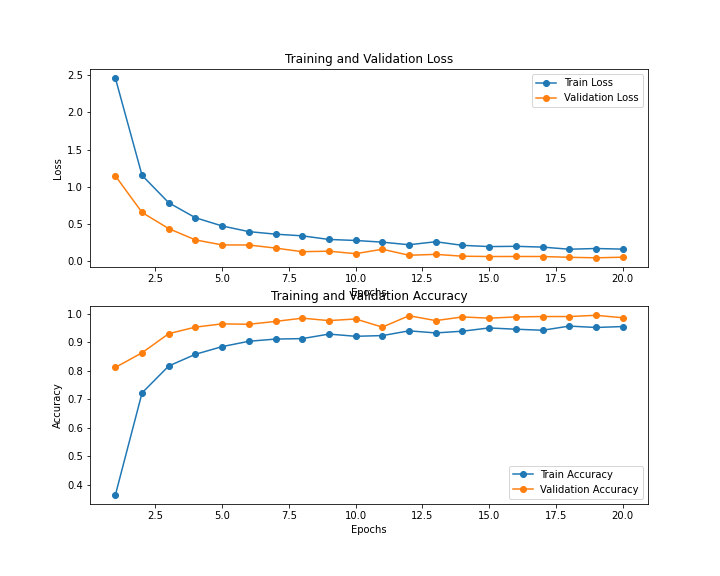 Training and Validation Loss
2.5
2.0
1.5
1.0
0.5
0.0
Loss
Train Loss
Validation Loss
2.5 5.0 7.5 10.0 12.5 15.0 17.5 20.0
Epochs
Training and Validation Accuracy
1.0
0.9
0.8
0.7
0.6
0.5
0.4
Accuracy
Train Accuracy
Validation Accuracy
2.5 5.0 7.5 10.0 12.5 15.0 17.5 20.0
Epochs